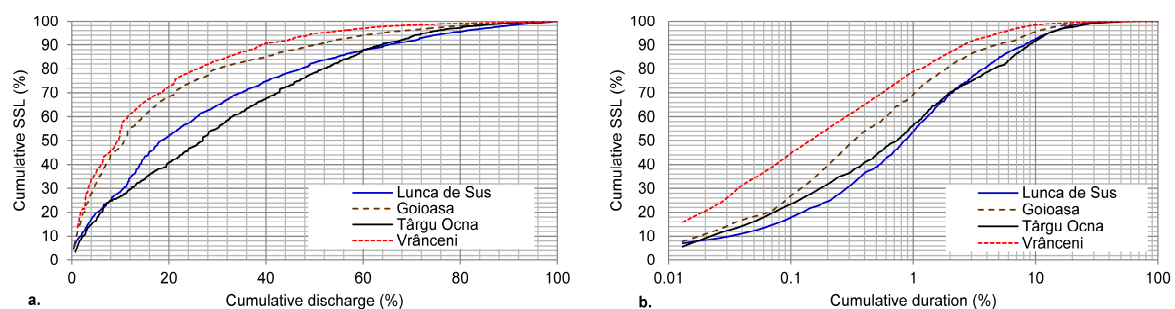 Cumulative SSL (%)
100
90
80
70
60
50
40
30
20
10
0
0 20 40 60 80 100
Cumulative discharge (%)
a.
Lunca de Sus
Goioasa
Târgu Ocna
Vrânceni
Cumulative SSL (%)
100
90
80
70
60
50
40
30
20
10
0
0.01 0.1 1 10 100
Cumulative duration (%)
b.
Lunca de Sus
Goioasa
Târgu Ocna
Vrânceni